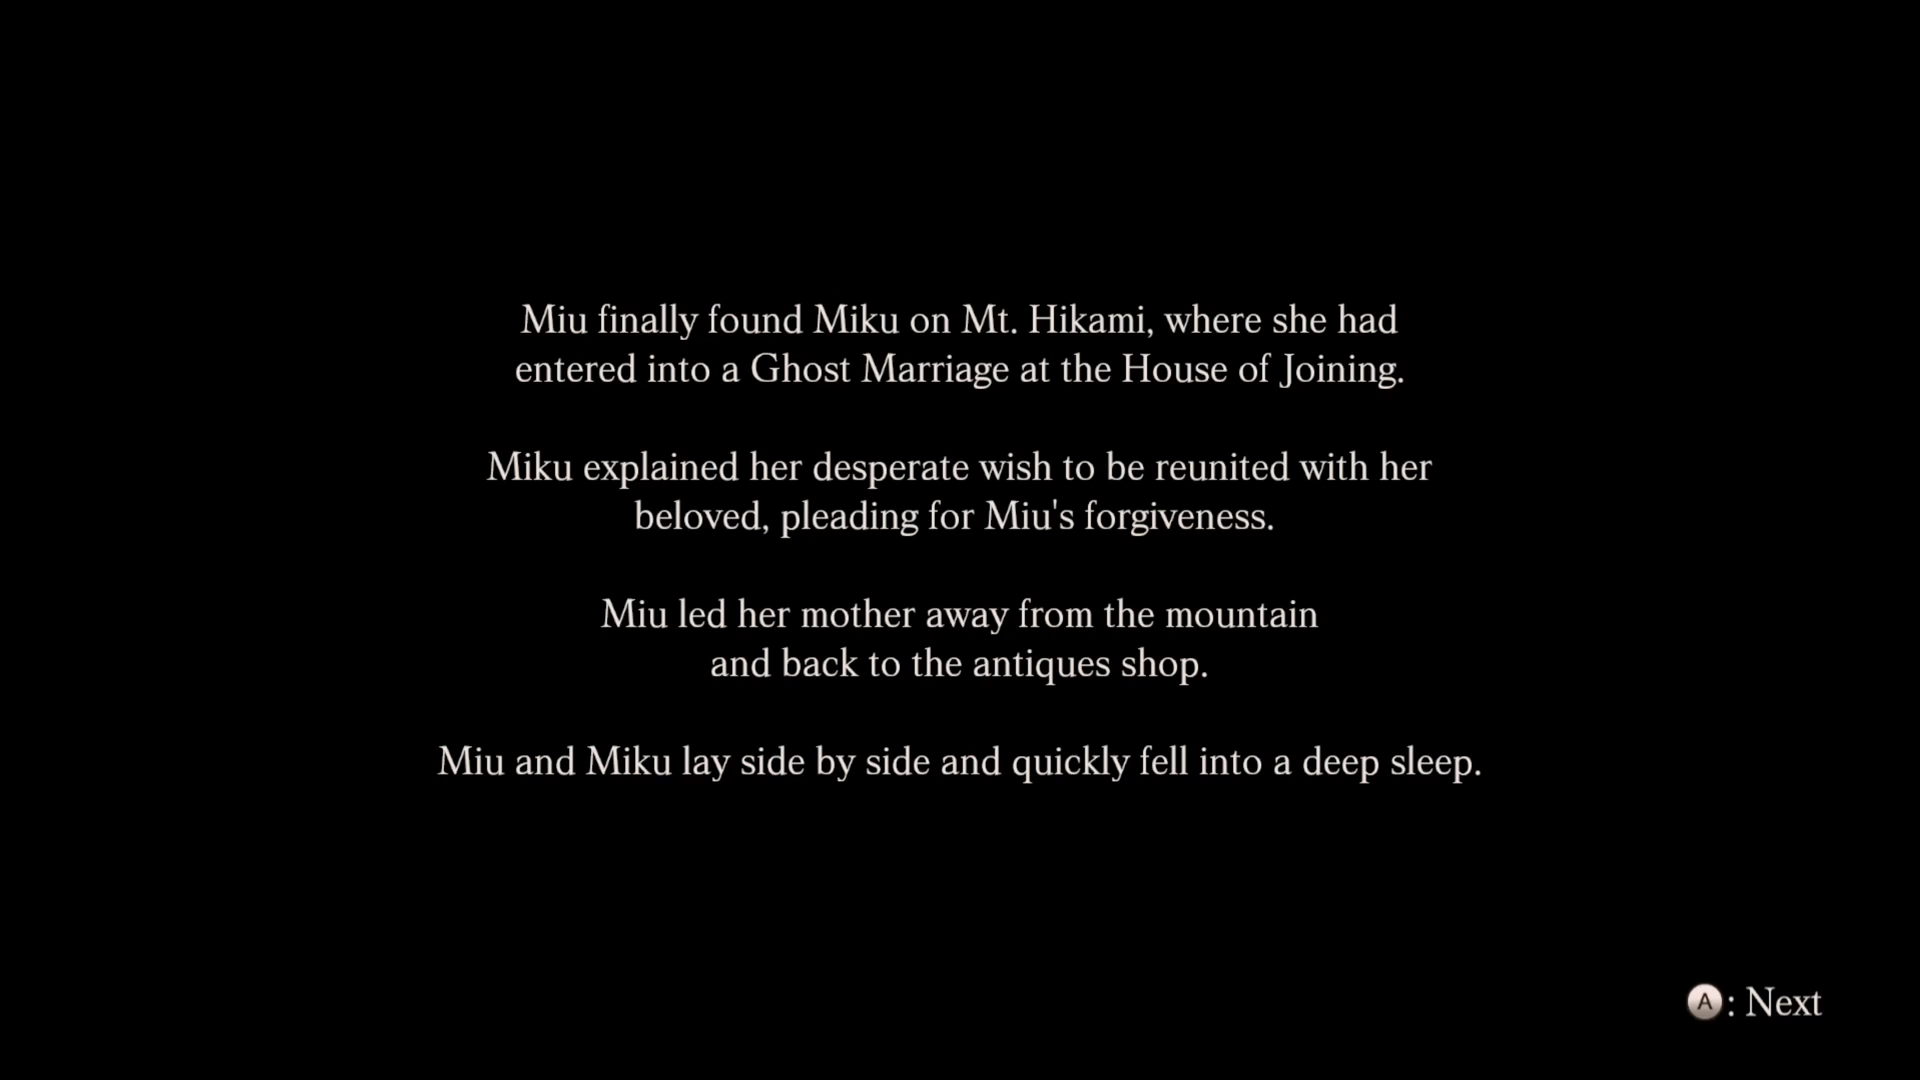 Miu finally found Miku on Mt. Hikami, where she had
entered into a Ghost Marriage at the House of Joining.
Miku explained her desperate wish to be reunited with her
beloved, pleading for Miu's forgiveness.
Miu led her mother away from the mountain
and back to the antiques shop.
Miu and Miku lay side by side and quickly fell into a deep sleep.
A: Next